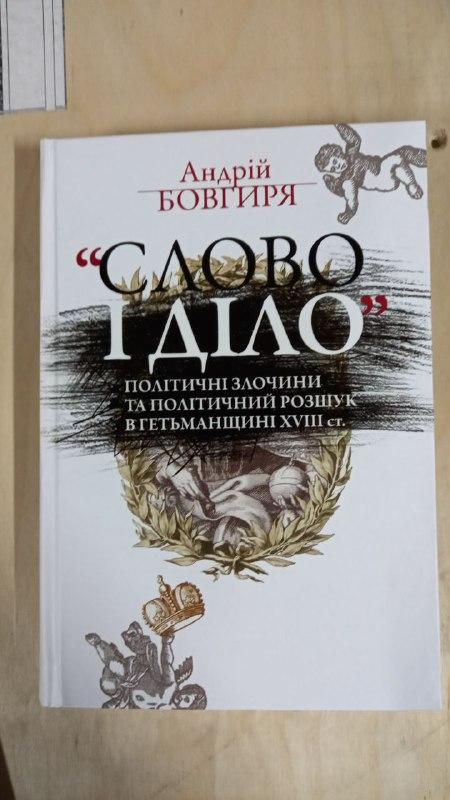 Андрій
БОВГИРЯ
“СЛОВО
І ДІЛО”
ПОЛІТИЧНІ ЗЛОЧИНИ
ТА ПОЛІТИЧНИЙ РОЗШУК
В ГЕТЬМАНЩИНІ XVIII ст.